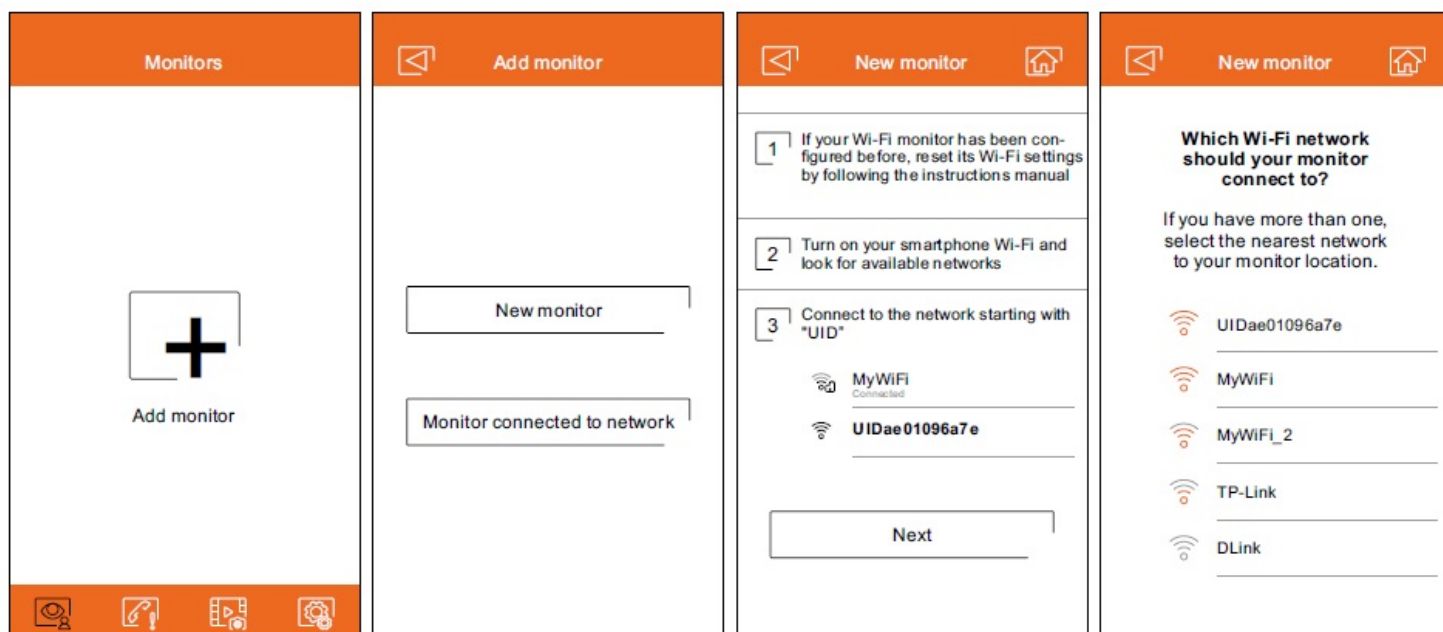 Monitors
Add monitor
Add monitor
New monitor
Monitor connected to network
New monitor
1
If your Wi-Fi monitor has been con-
figured before, reset its Wi-Fi settings
by following the instructions manual
2
Turn on your smartphone Wi-Fi and
look for available networks
3
Connect to the network starting with
"UID"
MyWiFi
Connected
UIDae01096a7e
Next
New monitor
Which Wi-Fi network
should your monitor
connect to?
If you have more than one,
select the nearest network
to your monitor location.
UIDae01096a7e
MyWiFi
MyWiFi_2
TP-Link
DLink